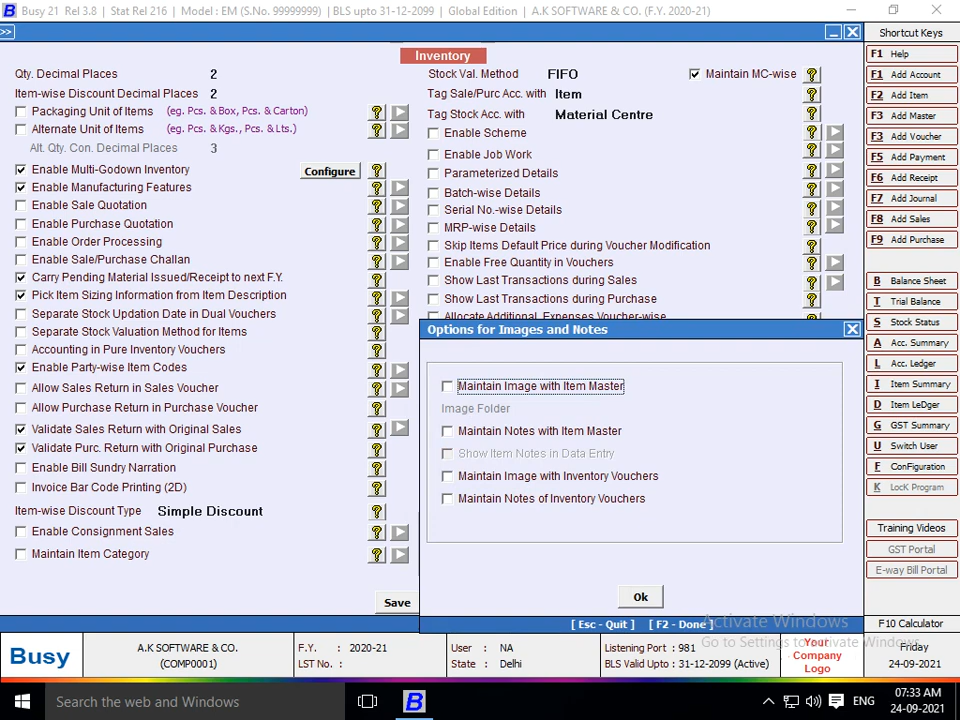 Busy 21 Rel 3.8 | Stat Rel 216 | Model : EM (S.No. 99999999) | BLS upto 31-12-2099 | Global Edition | A.K SOFTWARE & CO. (F.Y. 2020-21)
>>
Shortcut Keys
Inventory
Qty. Decimal Places 2
Item-wise Discount Decimal Places 2
Packaging Unit of Items (eg. Pcs. & Box, Pcs. & Carton)
Alternate Unit of Items (eg. Pcs. & Kgs., Pcs. & Lts.)
Alt. Qty. Con. Decimal Places 3
Enable Multi-Godown Inventory Configure
Enable Manufacturing Features
Enable Sale Quotation
Enable Purchase Quotation
Enable Order Processing
Enable Sale/Purchase Challan
Carry Pending Material Issued/Receipt to next F.Y.
Pick Item Sizing Information from Item Description
Separate Stock Updation Date in Dual Vouchers
Separate Stock Valuation Method for Items
Accounting in Pure Inventory Vouchers
Enable Party-wise Item Codes
Allow Sales Return in Sales Voucher
Allow Purchase Return in Purchase Voucher
Validate Sales Return with Original Sales
Validate Purc. Return with Original Purchase
Enable Bill Sundry Narration
Invoice Bar Code Printing (2D)
Item-wise Discount Type Simple Discount
Enable Consignment Sales
Maintain Item Category
Save
Stock Val. Method FIFO Maintain MC-wise
Tag Sale/Purc Acc. with Item
Tag Stock Acc. with Material Centre
Enable Scheme
Enable Job Work
Parameterized Details
Batch-wise Details
Serial No.-wise Details
MRP-wise Details
Skip Items Default Price during Voucher Modification
Enable Free Quantity in Vouchers
Show Last Transactions during Sales
Show Last Transactions during Purchase
Allocate Additional Expenses Voucher-wise
Options for Images and Notes
Maintain Image with Item Master
Image Folder
Maintain Notes with Item Master
Show Item Notes in Data Entry
Maintain Image with Inventory Vouchers
Maintain Notes of Inventory Vouchers
Ok
[ Esc - Quit ] [ F2 - Done ]
F1 Help
F1 Add Account
F2 Add Item
F3 Add Master
F3 Add Voucher
F5 Add Payment
F6 Add Receipt
F7 Add Journal
F8 Add Sales
F9 Add Purchase
B Balance Sheet
T Trial Balance
S Stock Status
A Acc. Summary
L Acc. Ledger
I Item Summary
D Item LeDger
G GST Summary
U Switch User
F ConFiguration
K LocK Program
Training Videos
GST Portal
E-way Bill Portal
F10 Calculator
Activate Windows
Go to Settings to activate Windows.
Busy
A.K SOFTWARE & CO.
(COMP0001)
F.Y. : 2020-21
LST No. :
User : NA
State : Delhi
Listening Port : 981
BLS Valid Upto : 31-12-2099 (Active)
Your
Company
Logo
Friday
24-09-2021
Search the web and Windows
B
ENG
07:33 AM
24-09-2021